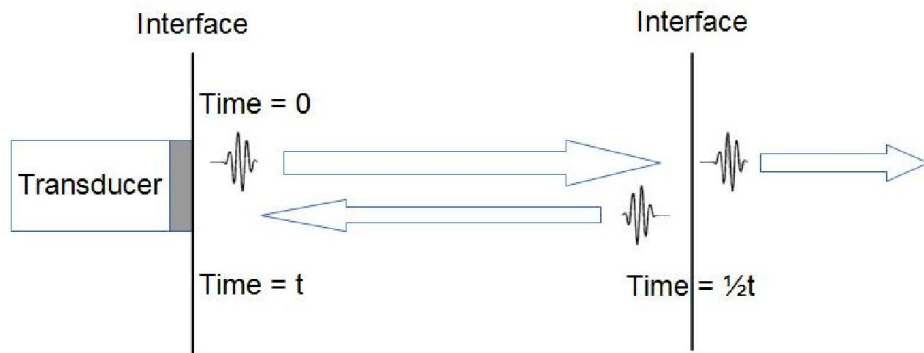 Interface
Interface
Time = 0
Transducer
Time = t
Time = ½t